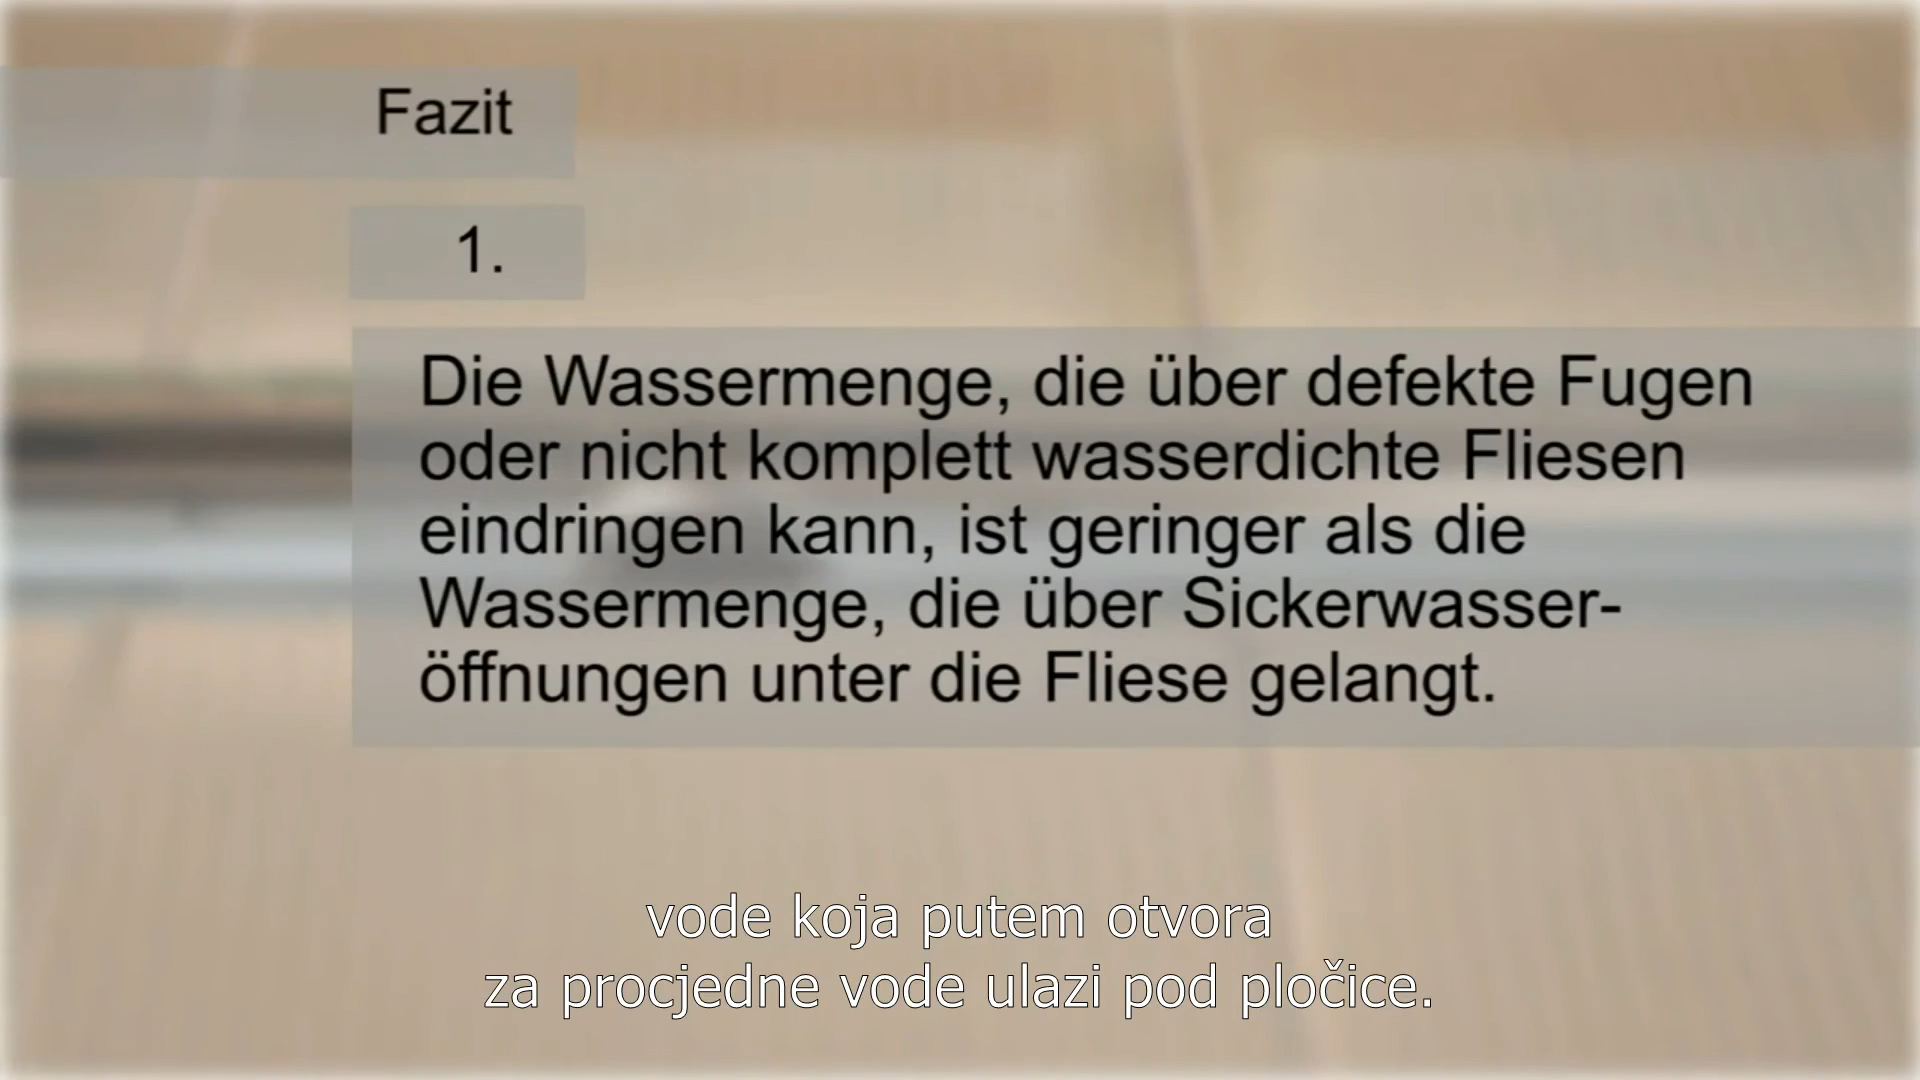 Fazit
1.
Die Wassermenge, die über defekte Fugen
oder nicht komplett wasserdichte Fliesen
eindringen kann, ist geringer als die
Wassermenge, die über Sickerwasser-
öffnungen unter die Fliese gelangt.
vode koja putem otvora
za procjedne vode ulazi pod pločice.